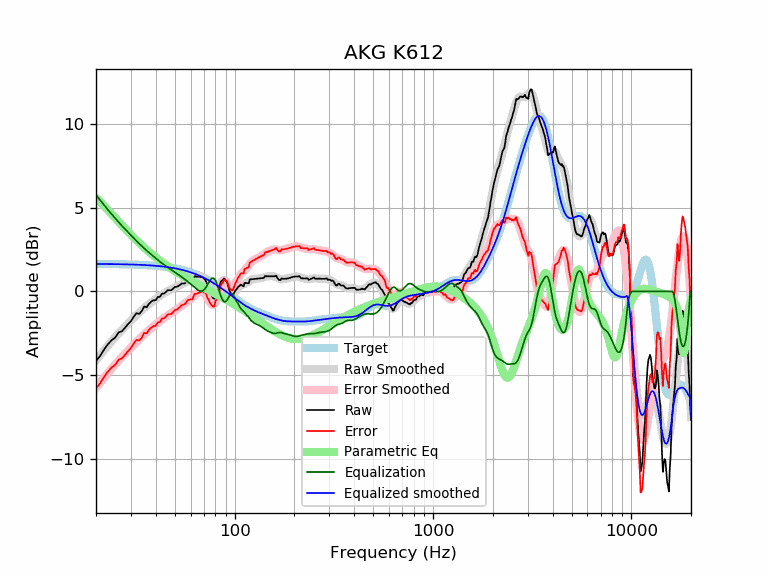 AKG K612
Amplitude (dBr)
10
5
0
−5
−10
Target
Raw Smoothed
Error Smoothed
Raw
Error
Parametric Eq
Equalization
Equalized smoothed
100 1000 10000
Frequency (Hz)